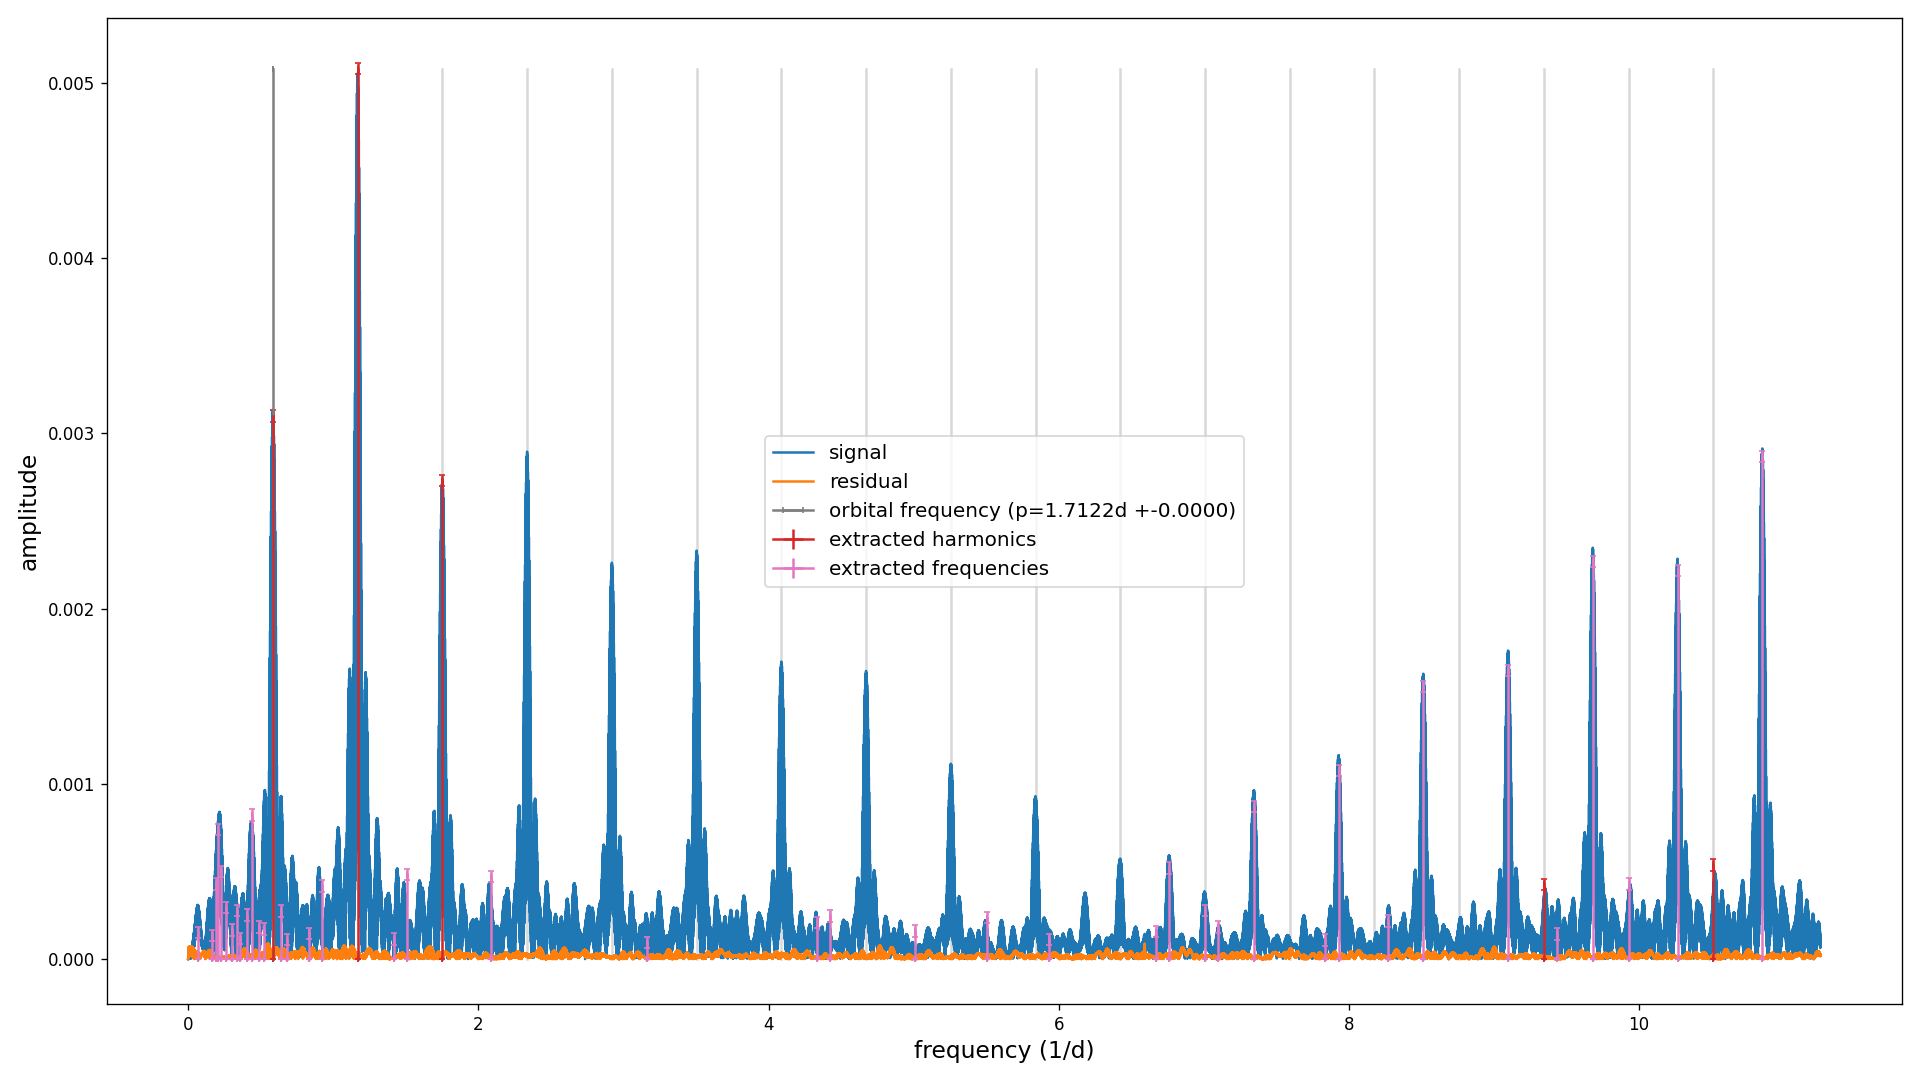 0.005
0.004
0.003
0.002
0.001
0.000
amplitude
signal
residual
orbital frequency (p=1.7122d +-0.0000)
extracted harmonics
extracted frequencies
0 2 4 6 8 10
frequency (1/d)